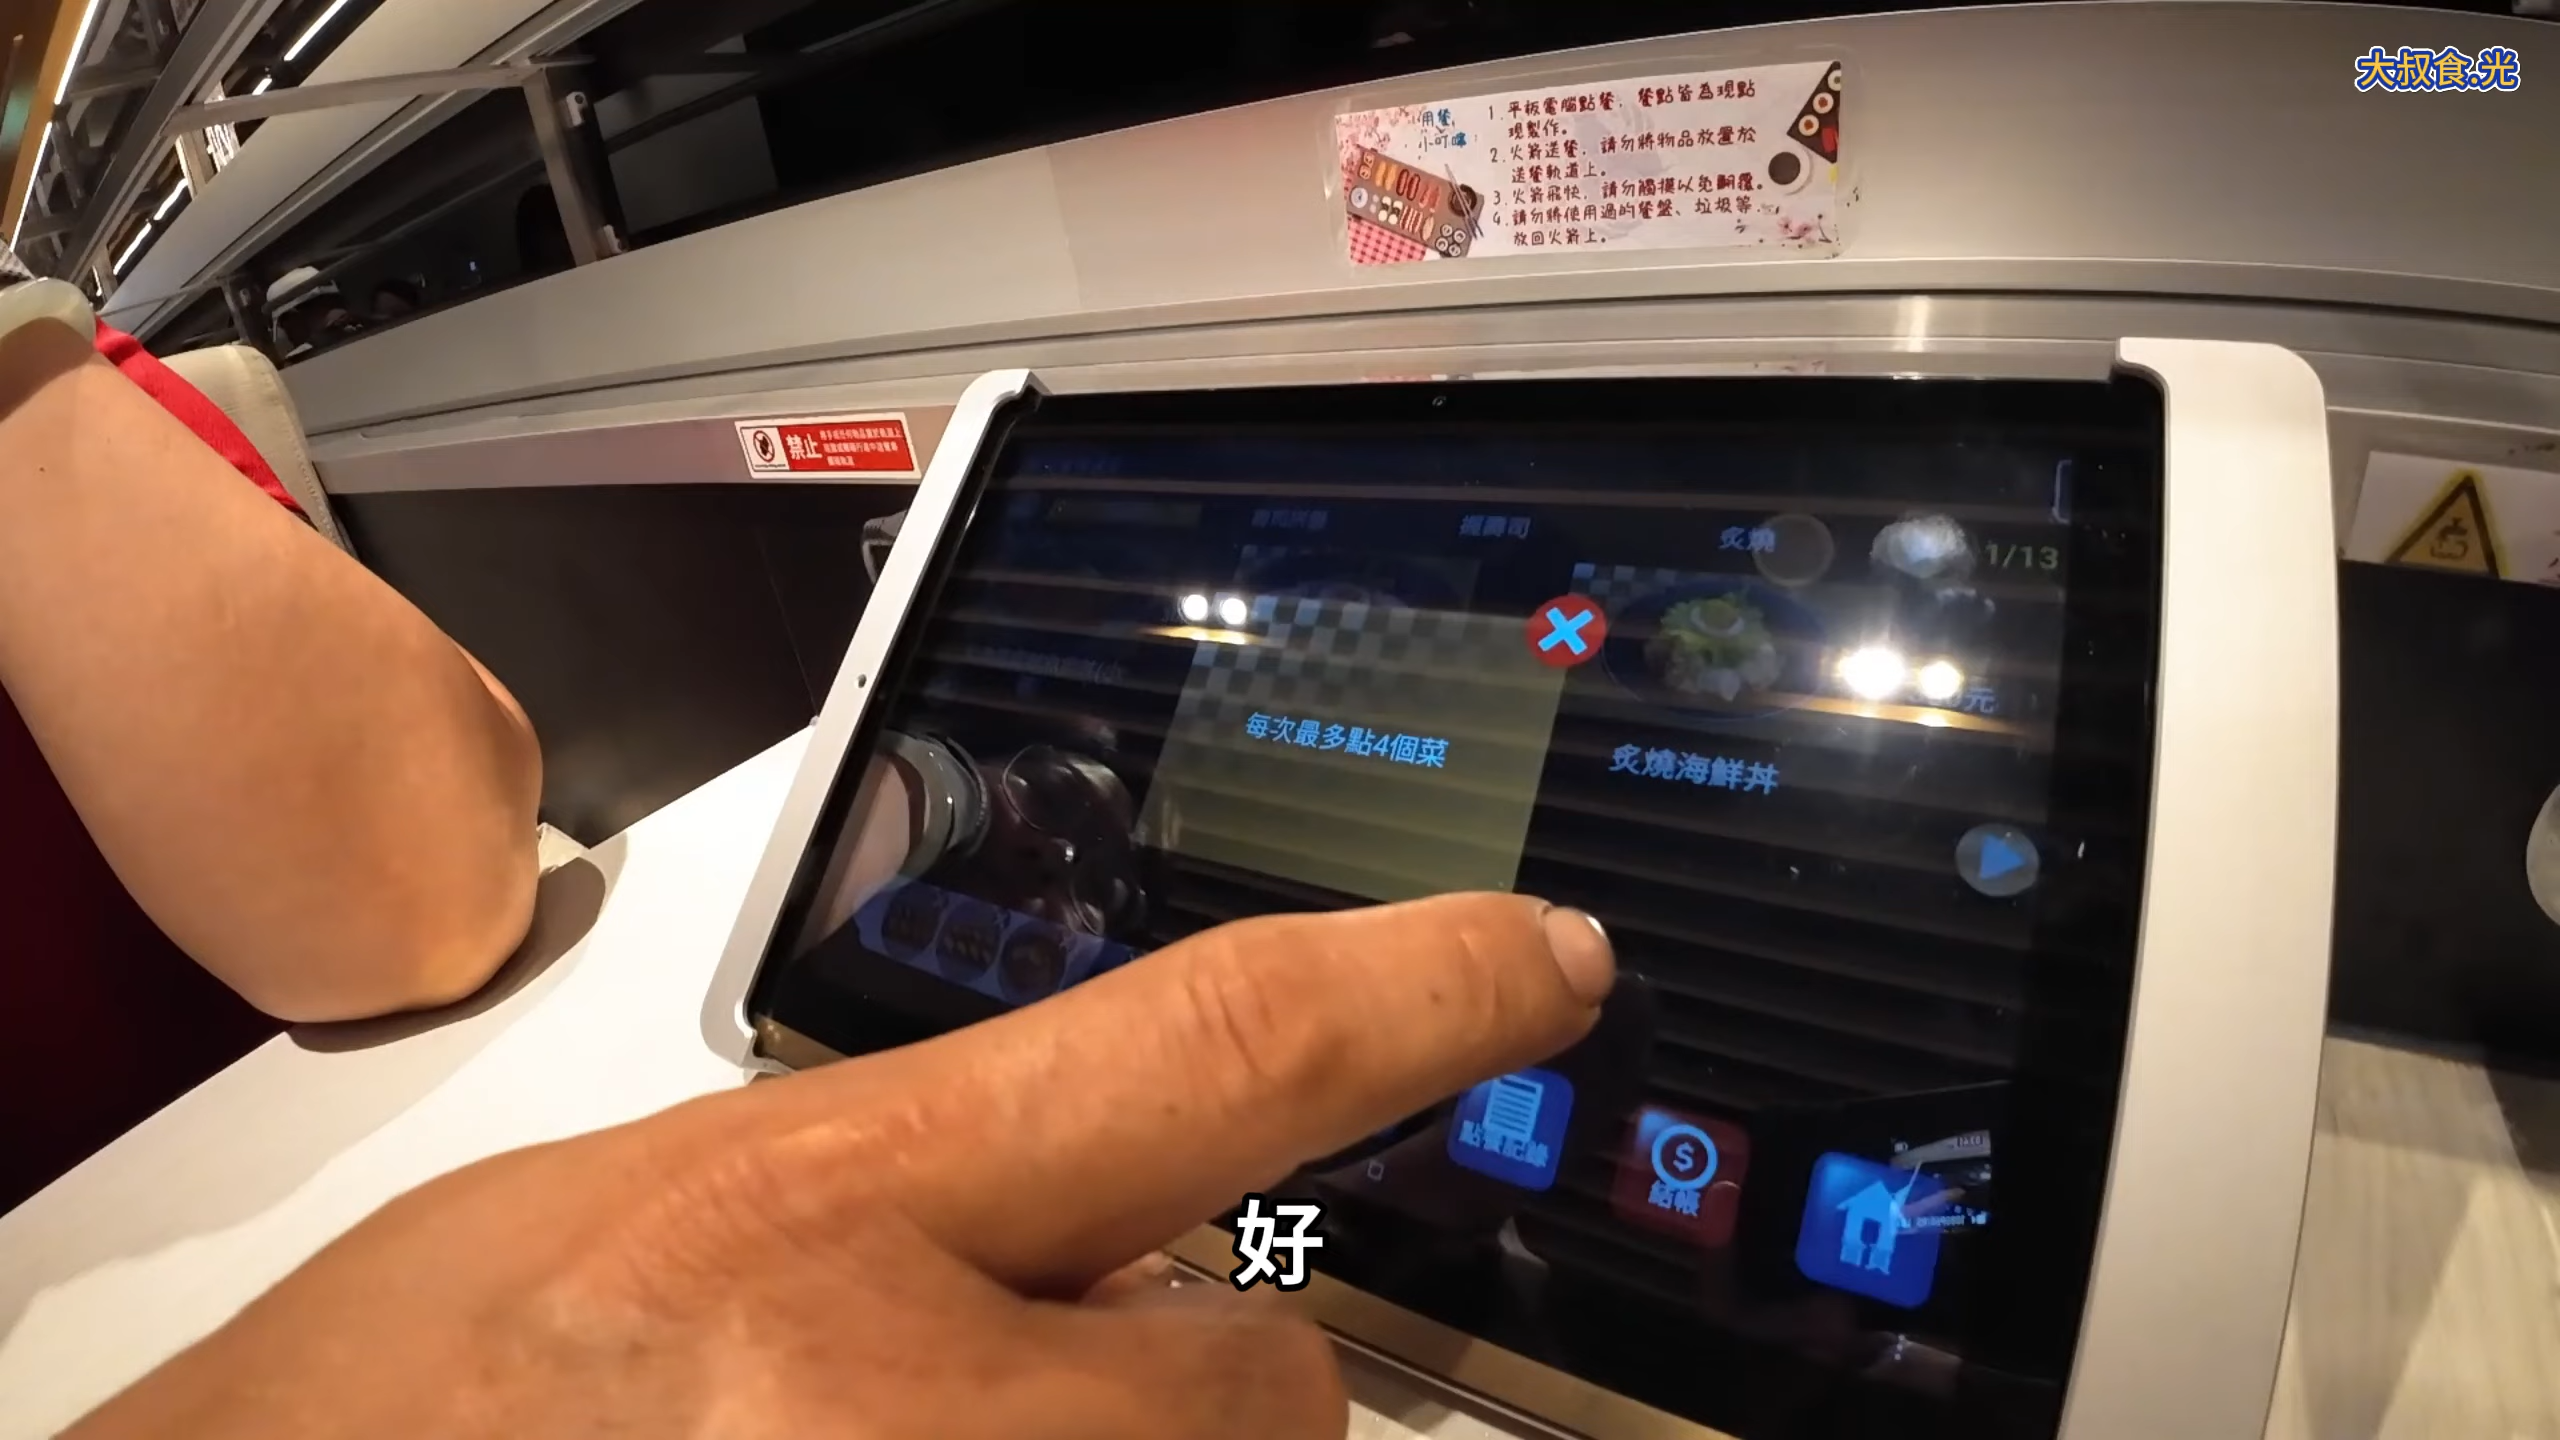 大叔食.光
用餐
小叮嚀
1. 平板電腦點餐，餐點皆為現點
現製作。
2. 火箭送餐，請勿將物品放置於
送餐軌道上。
3. 火箭飛快，請勿觸摸以免翻覆。
4. 請勿將使用過的餐盤、垃圾等
放回火箭上。
禁止
握壽司
炙燒
1/13
元
每次最多點4個菜
炙燒海鮮丼
點餐記錄
結帳
首頁
好